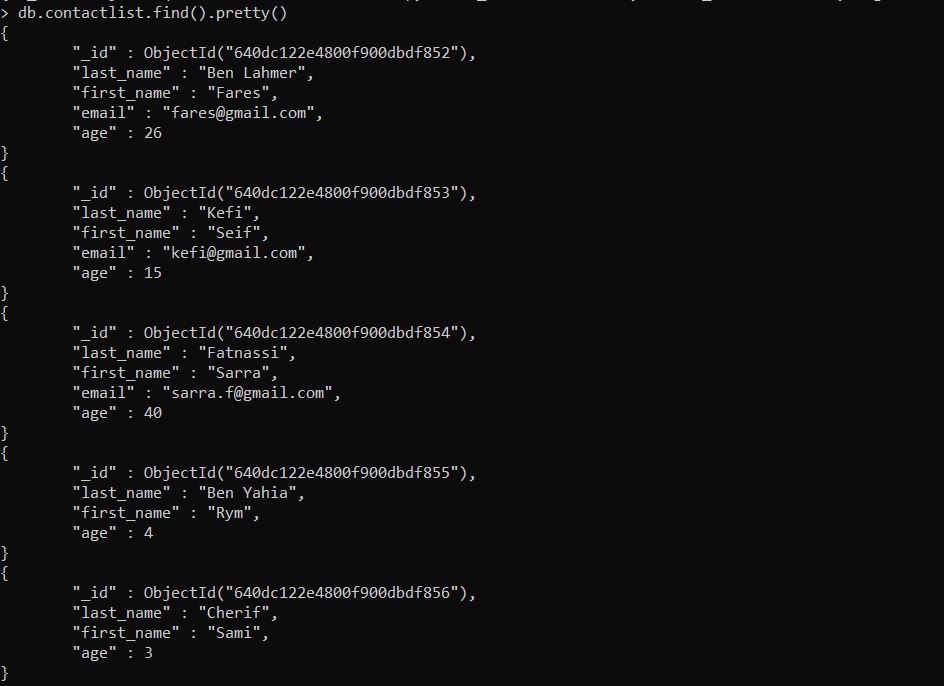 > db.contactlist.find().pretty()
{
"_id" : ObjectId("640dc122e4800f900dbdf852"),
"last_name" : "Ben Lahmer",
"first_name" : "Fares",
"email" : "fares@gmail.com",
"age" : 26
}
{
"_id" : ObjectId("640dc122e4800f900dbdf853"),
"last_name" : "Kefi",
"first_name" : "Seif",
"email" : "kefi@gmail.com",
"age" : 15
}
{
"_id" : ObjectId("640dc122e4800f900dbdf854"),
"last_name" : "Fatnassi",
"first_name" : "Sarra",
"email" : "sarra.f@gmail.com",
"age" : 40
}
{
"_id" : ObjectId("640dc122e4800f900dbdf855"),
"last_name" : "Ben Yahia",
"first_name" : "Rym",
"age" : 4
}
{
"_id" : ObjectId("640dc122e4800f900dbdf856"),
"last_name" : "Cherif",
"first_name" : "Sami",
"age" : 3
}